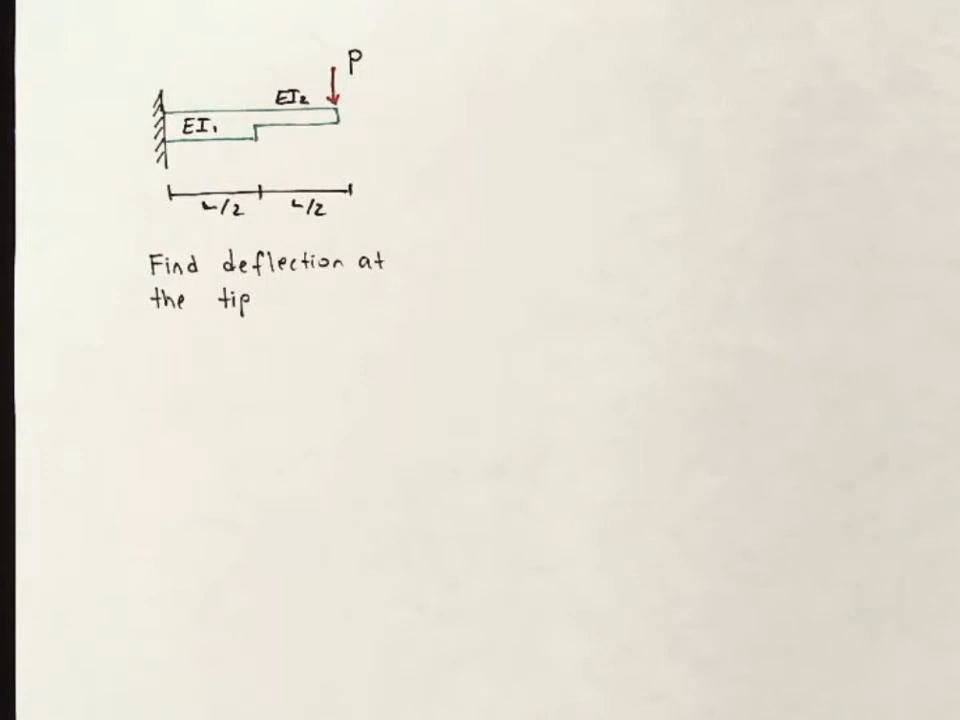 P
EI₂
EI₁
L/2 L/2
Find deflection at
the tip